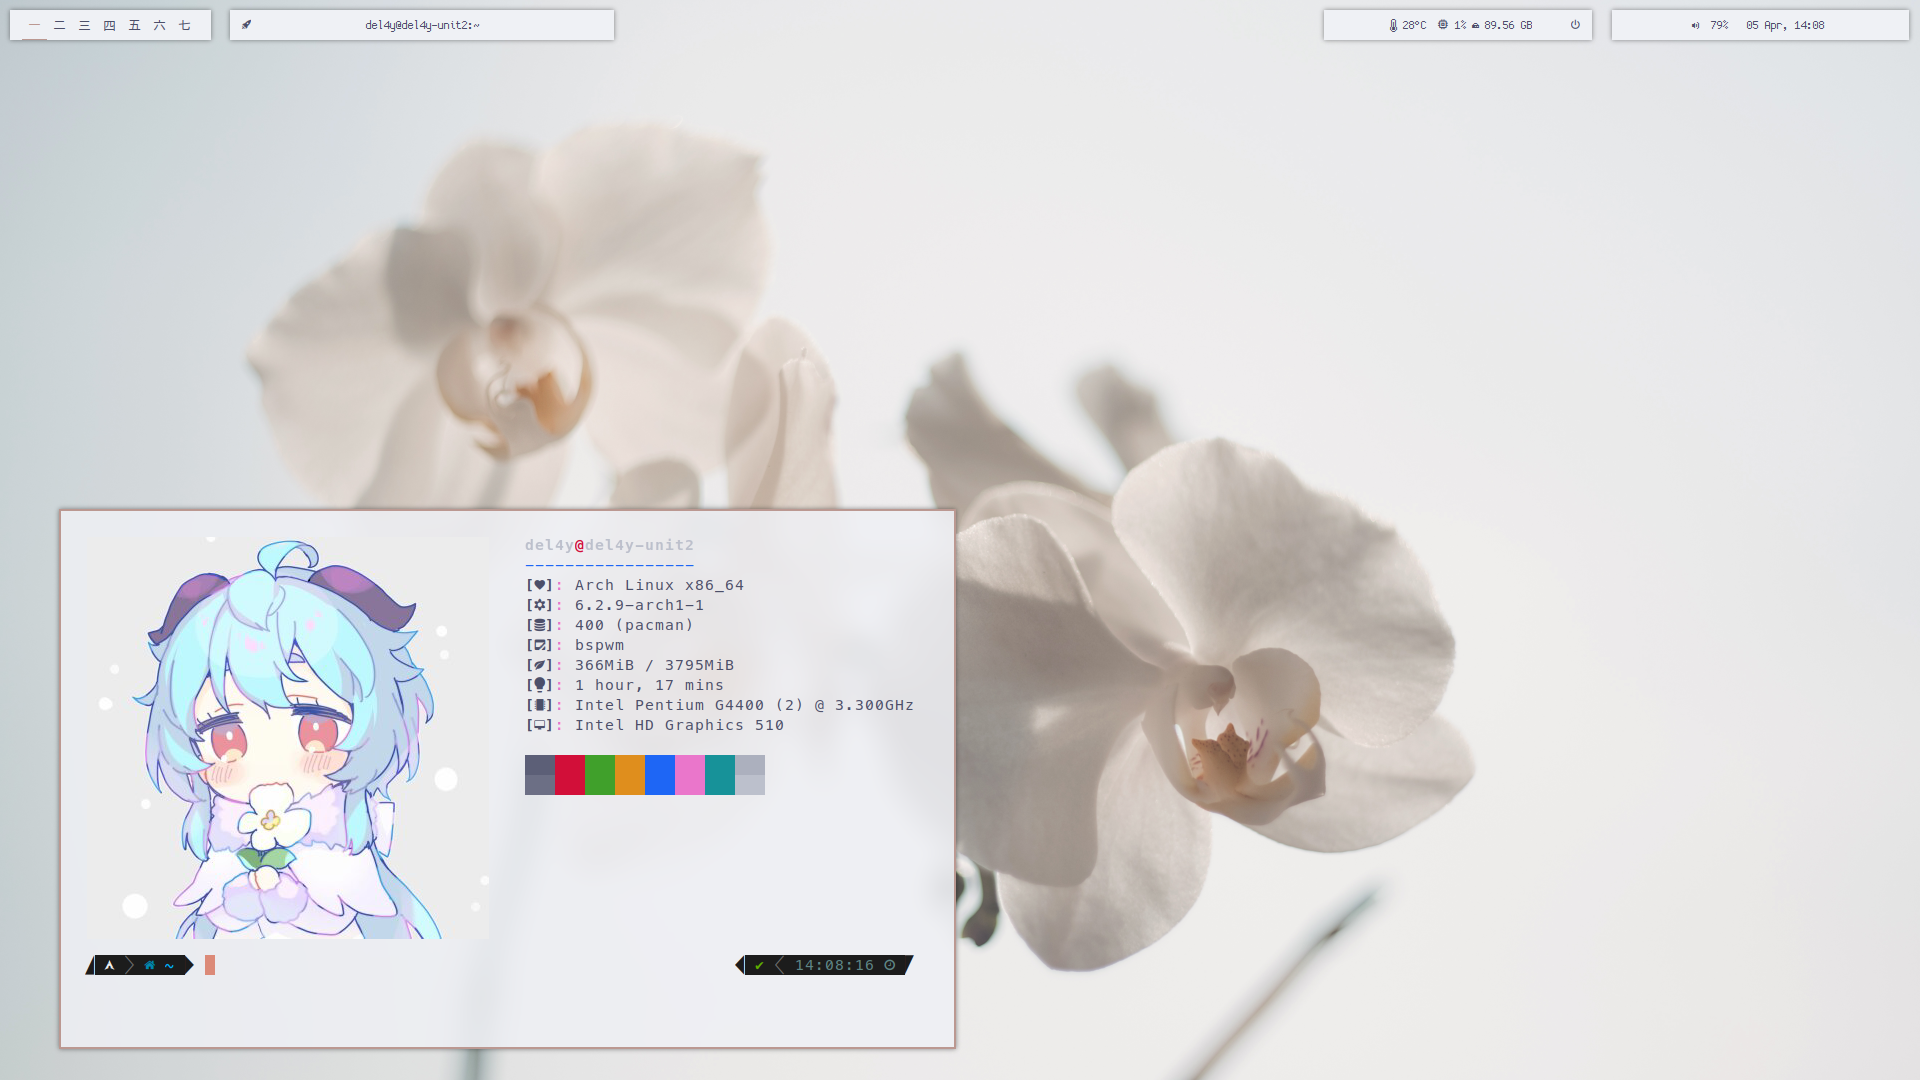 一 二 三 四 五 六 七
del4y@del4y-unit2:~
28°C 1% 89.56 GB
79% 05 Apr, 14:08
del4y@del4y-unit2
-----------------
[]: Arch Linux x86_64
[]: 6.2.9-arch1-1
[]: 400 (pacman)
[]: bspwm
[]: 366MiB / 3795MiB
[]: 1 hour, 17 mins
[]: Intel Pentium G4400 (2) @ 3.300GHz
[]: Intel HD Graphics 510
~
14:08:16